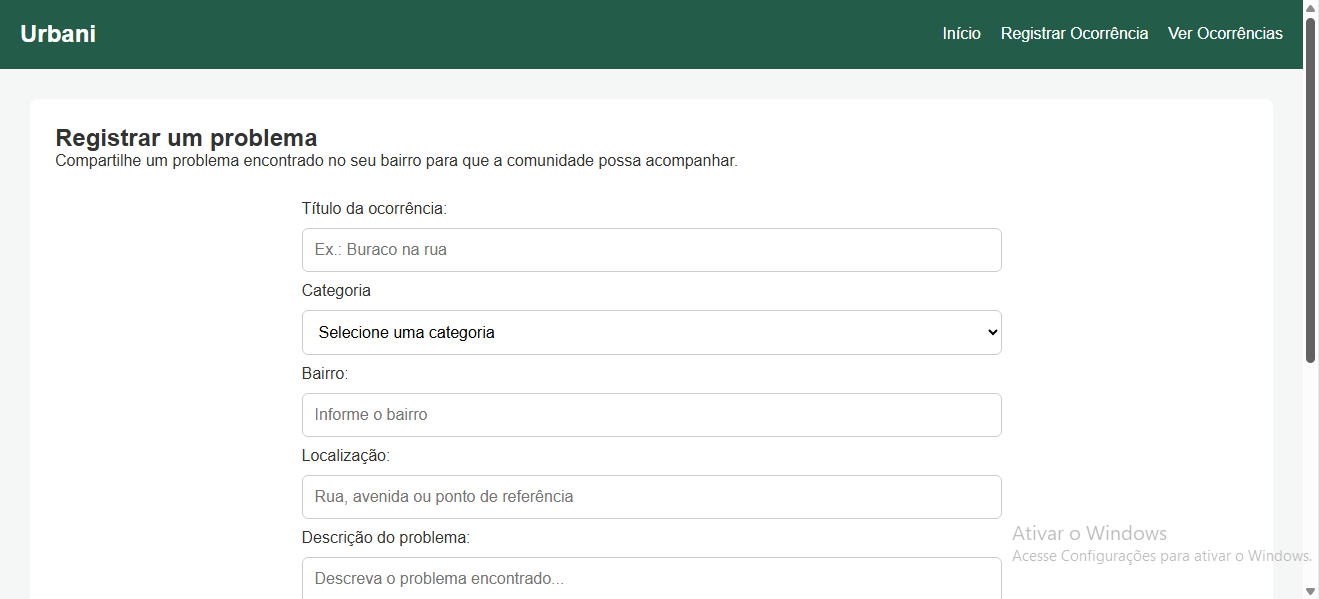 Urbani
Início Registrar Ocorrência Ver Ocorrências
Registrar um problema
Compartilhe um problema encontrado no seu bairro para que a comunidade possa acompanhar.
Título da ocorrência:
Ex.: Buraco na rua
Categoria
Selecione uma categoria
Bairro:
Informe o bairro
Localização:
Rua, avenida ou ponto de referência
Descrição do problema:
Descreva o problema encontrado...
Ativar o Windows
Acesse Configurações para ativar o Windows.